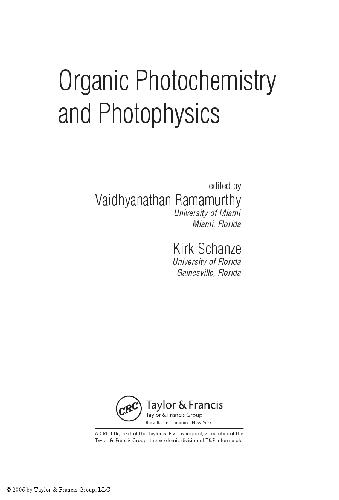 Organic Photochemistry
and Photophysics
edited by
Vaidhyanathan Ramamurthy
University of Miami
Miami, Florida
Kirk Schanze
University of Florida
Gainesville, Florida
CRC
Taylor & Francis
Taylor & Francis Group
© 2006 by Taylor & Francis Group, LLC